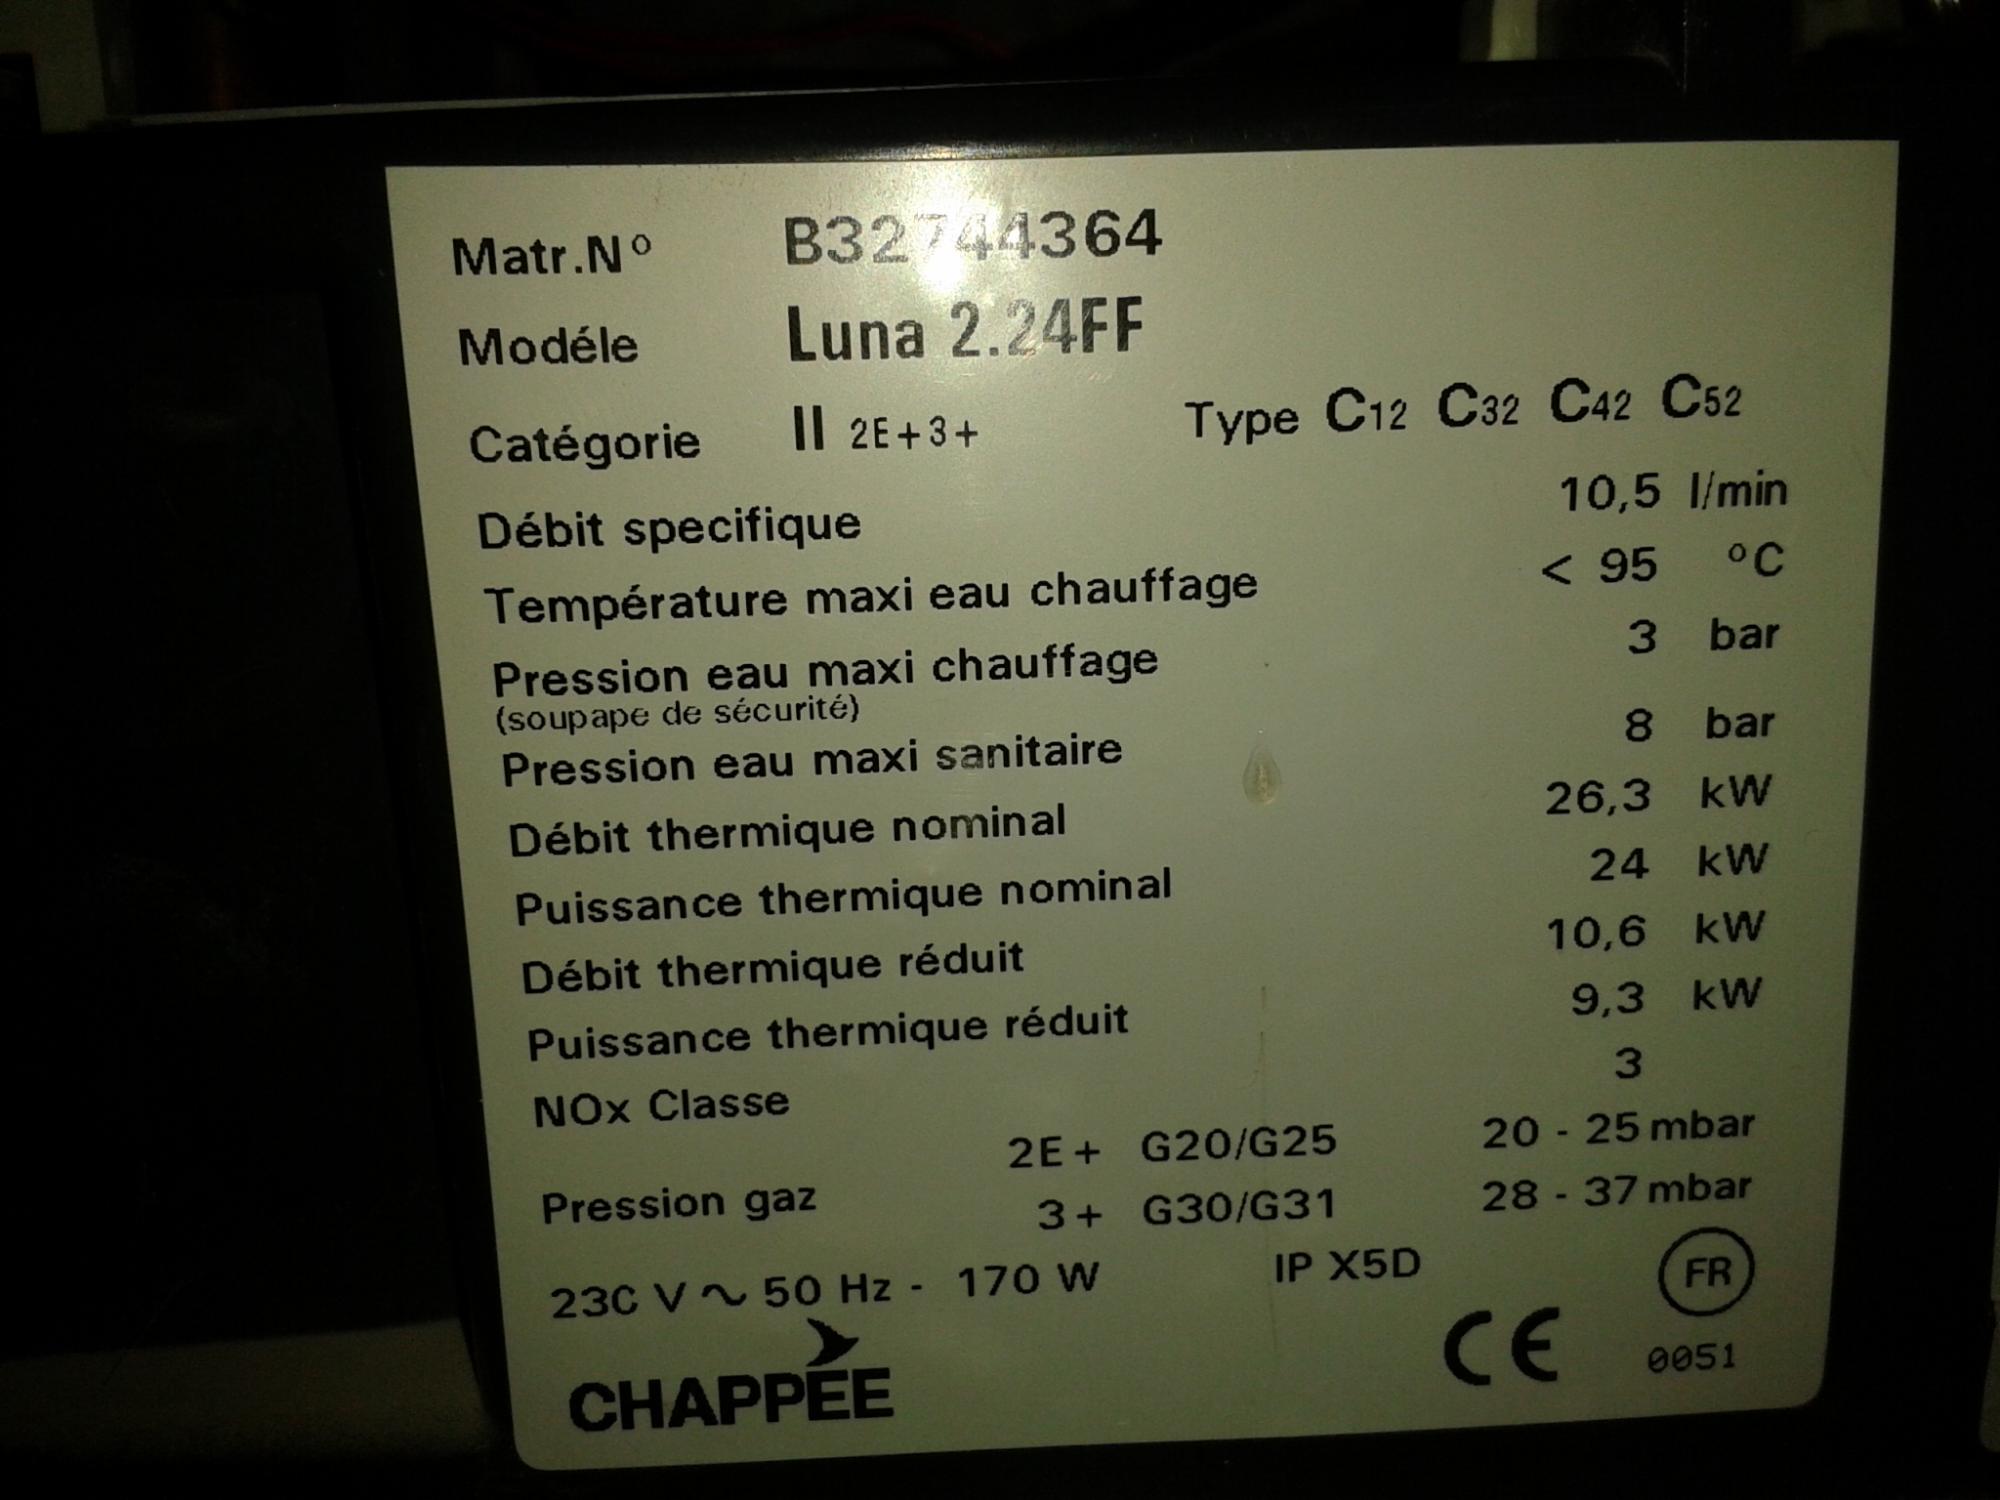 Matr.Nº B32744364
Modéle Luna 2.24FF
Catégorie II 2E+3+ Type C12 C32 C42 C52
Débit specifique 10,5 l/min
Température maxi eau chauffage < 95 ºC
Pression eau maxi chauffage 3 bar
(soupape de sécurité)
Pression eau maxi sanitaire 8 bar
Débit thermique nominal 26,3 kW
Puissance thermique nominal 24 kW
Débit thermique réduit 10,6 kW
Puissance thermique réduit 9,3 kW
NOx Classe 3
2E+ G20/G25 20 - 25 mbar
Pression gaz
3+ G30/G31 28 - 37 mbar
230 V ~ 50 Hz - 170 W IP X5D FR
CHAPPÉE CE 0051